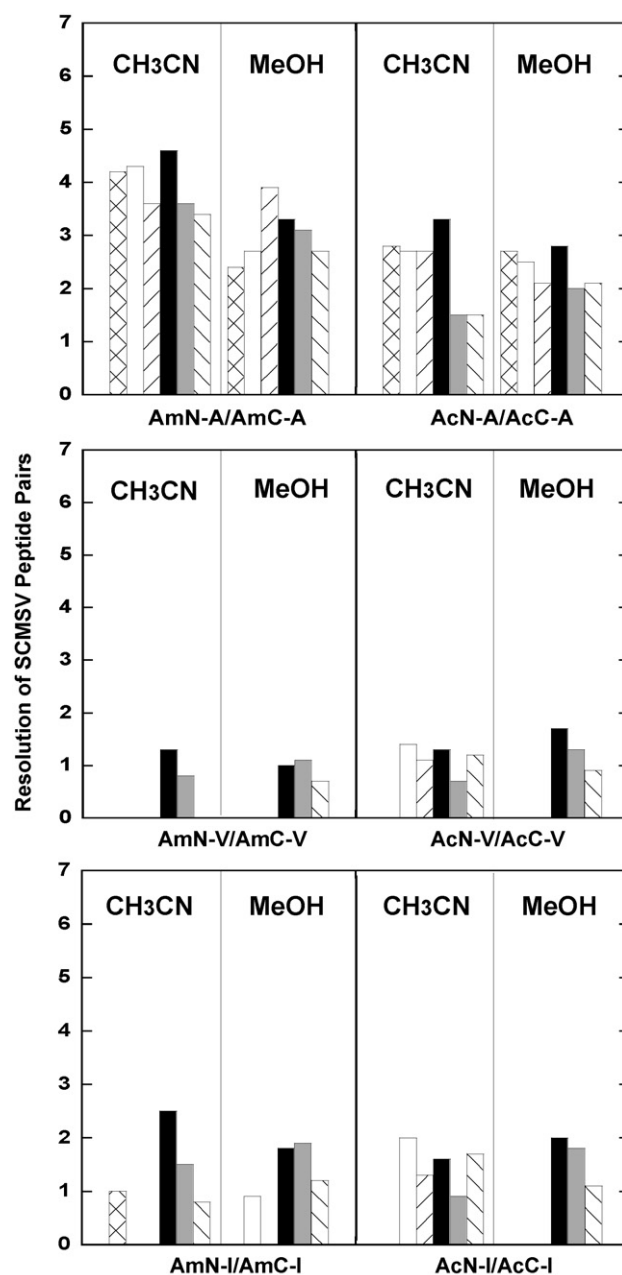 Resolution of SCMSV Peptide Pairs
7
6
5
4
3
2
1
0
CH3CN
MeOH
CH3CN
MeOH
AmN-A/AmC-A
AcN-A/AcC-A
7
6
5
4
3
2
1
0
CH3CN
MeOH
CH3CN
MeOH
AmN-V/AmC-V
AcN-V/AcC-V
7
6
5
4
3
2
1
0
CH3CN
MeOH
CH3CN
MeOH
AmN-I/AmC-I
AcN-I/AcC-I